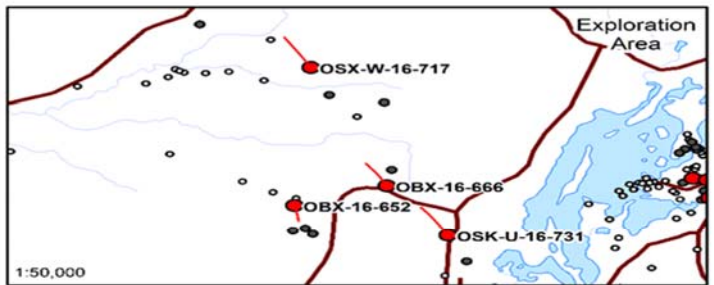 Exploration
Area
OSX-W-16-717
OBX-16-666
OBX-16-652
OSK-U-16-731
1:50,000